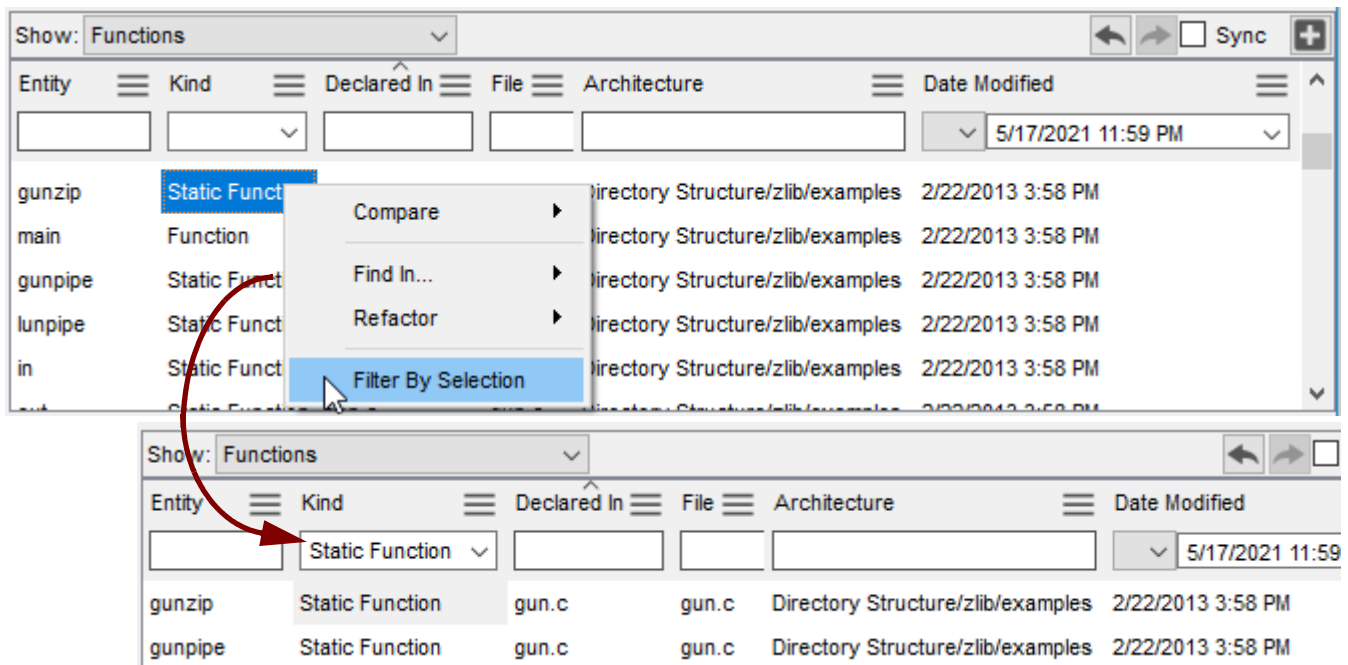 Show: Functions Sync
Entity Kind Declared In File Architecture Date Modified
5/17/2021 11:59 PM
gunzip Static Funct Directory Structure/zlib/examples 2/22/2013 3:58 PM
Compare
main Function Directory Structure/zlib/examples 2/22/2013 3:58 PM
Find In...
gunpipe Static Funct Directory Structure/zlib/examples 2/22/2013 3:58 PM
Refactor
lunpipe Static Funct Directory Structure/zlib/examples 2/22/2013 3:58 PM
in Static Funct Directory Structure/zlib/examples 2/22/2013 3:58 PM
Filter By Selection
Show: Functions
Entity Kind Declared In File Architecture Date Modified
Static Function 5/17/2021 11:59
gunzip Static Function gun.c gun.c Directory Structure/zlib/examples 2/22/2013 3:58 PM
gunpipe Static Function gun.c gun.c Directory Structure/zlib/examples 2/22/2013 3:58 PM